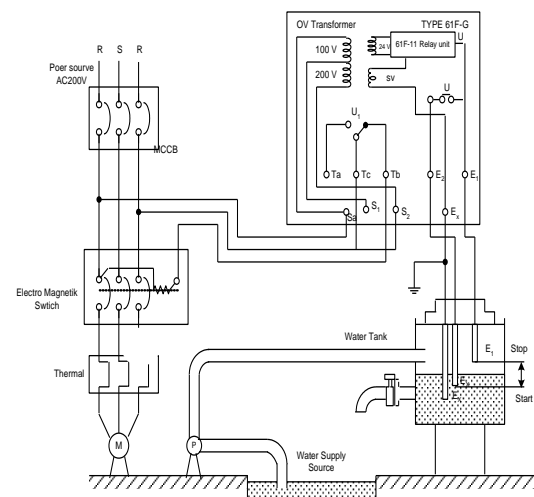 OV Transformer
TYPE 61F-G
100 V
24 V
61F-11 Relay unit
U
200 V
sv
U
U1
Ta
Tc
Tb
E2
E1
Sa
S1
S2
Ex
R S R
Poer sourve
AC200V
MCCB
Electro Magnetik
Swtich
Thermal
M
P
Water Tank
E1
Stop
Start
Water Supply
Source